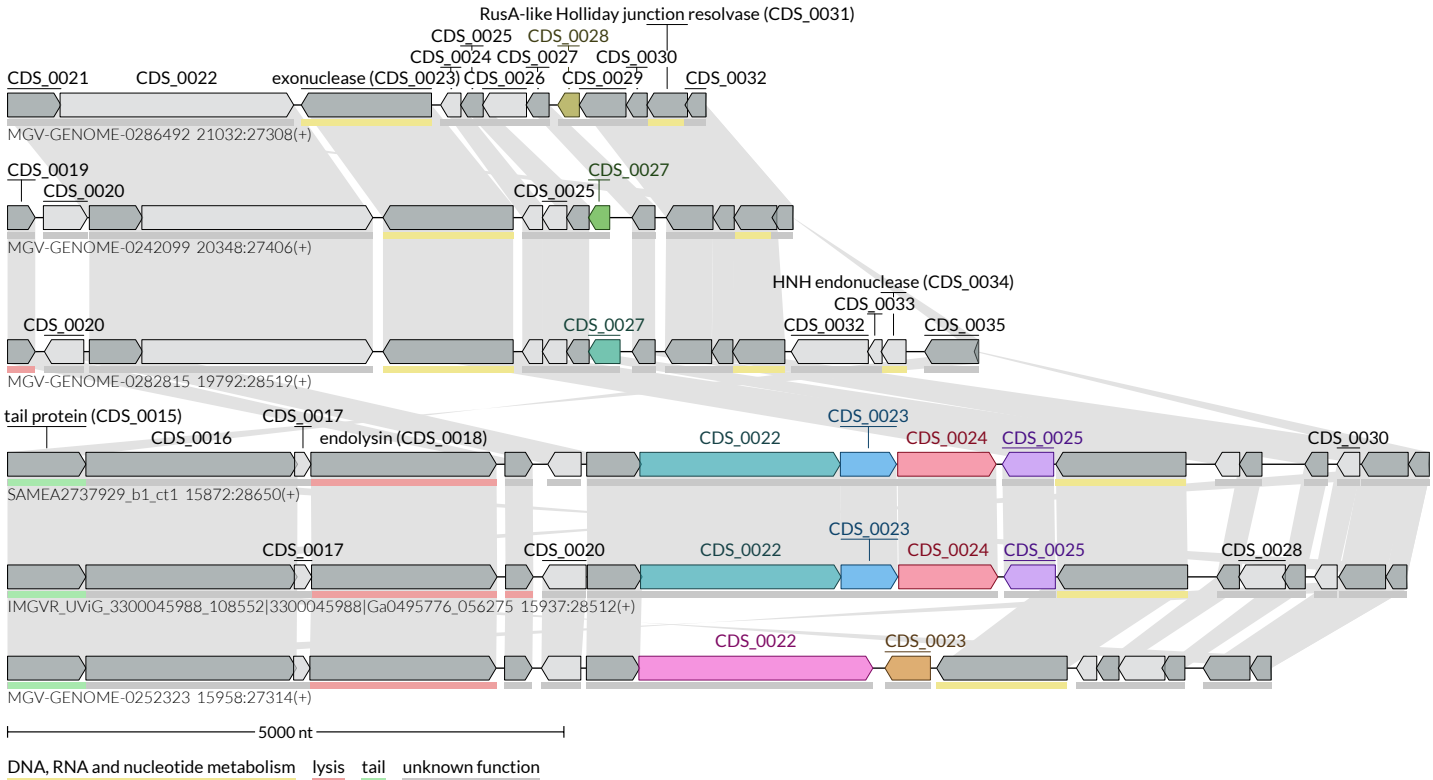 RusA-like Holliday junction resolvase (CDS_0031)
CDS_0025 CDS_0028
CDS_0024 CDS_0027 CDS_0030
CDS_0021 CDS_0022 exonuclease (CDS_0023) CDS_0026 CDS_0029 CDS_0032
MGV-GENOME-0286492 21032:27308(+)
CDS_0019 CDS_0027
CDS_0020 CDS_0025
MGV-GENOME-0242099 20348:27406(+)
HNH endonuclease (CDS_0034)
CDS_0033
CDS_0020 CDS_0027 CDS_0032 CDS_0035
MGV-GENOME-0282815 19792:28519(+)
tail protein (CDS_0015) CDS_0017 CDS_0023
CDS_0016 endolysin (CDS_0018) CDS_0022 CDS_0024 CDS_0025 CDS_0030
SAMEA2737929_b1_ct1 15872:28650(+)
CDS_0023
CDS_0017 CDS_0020 CDS_0022 CDS_0024 CDS_0025 CDS_0028
IMGVR_UViG_3300045988_108552|3300045988|Ga0495776_056275 15937:28512(+)
CDS_0022 CDS_0023
MGV-GENOME-0252323 15958:27314(+)
5000 nt
DNA, RNA and nucleotide metabolism lysis tail unknown function